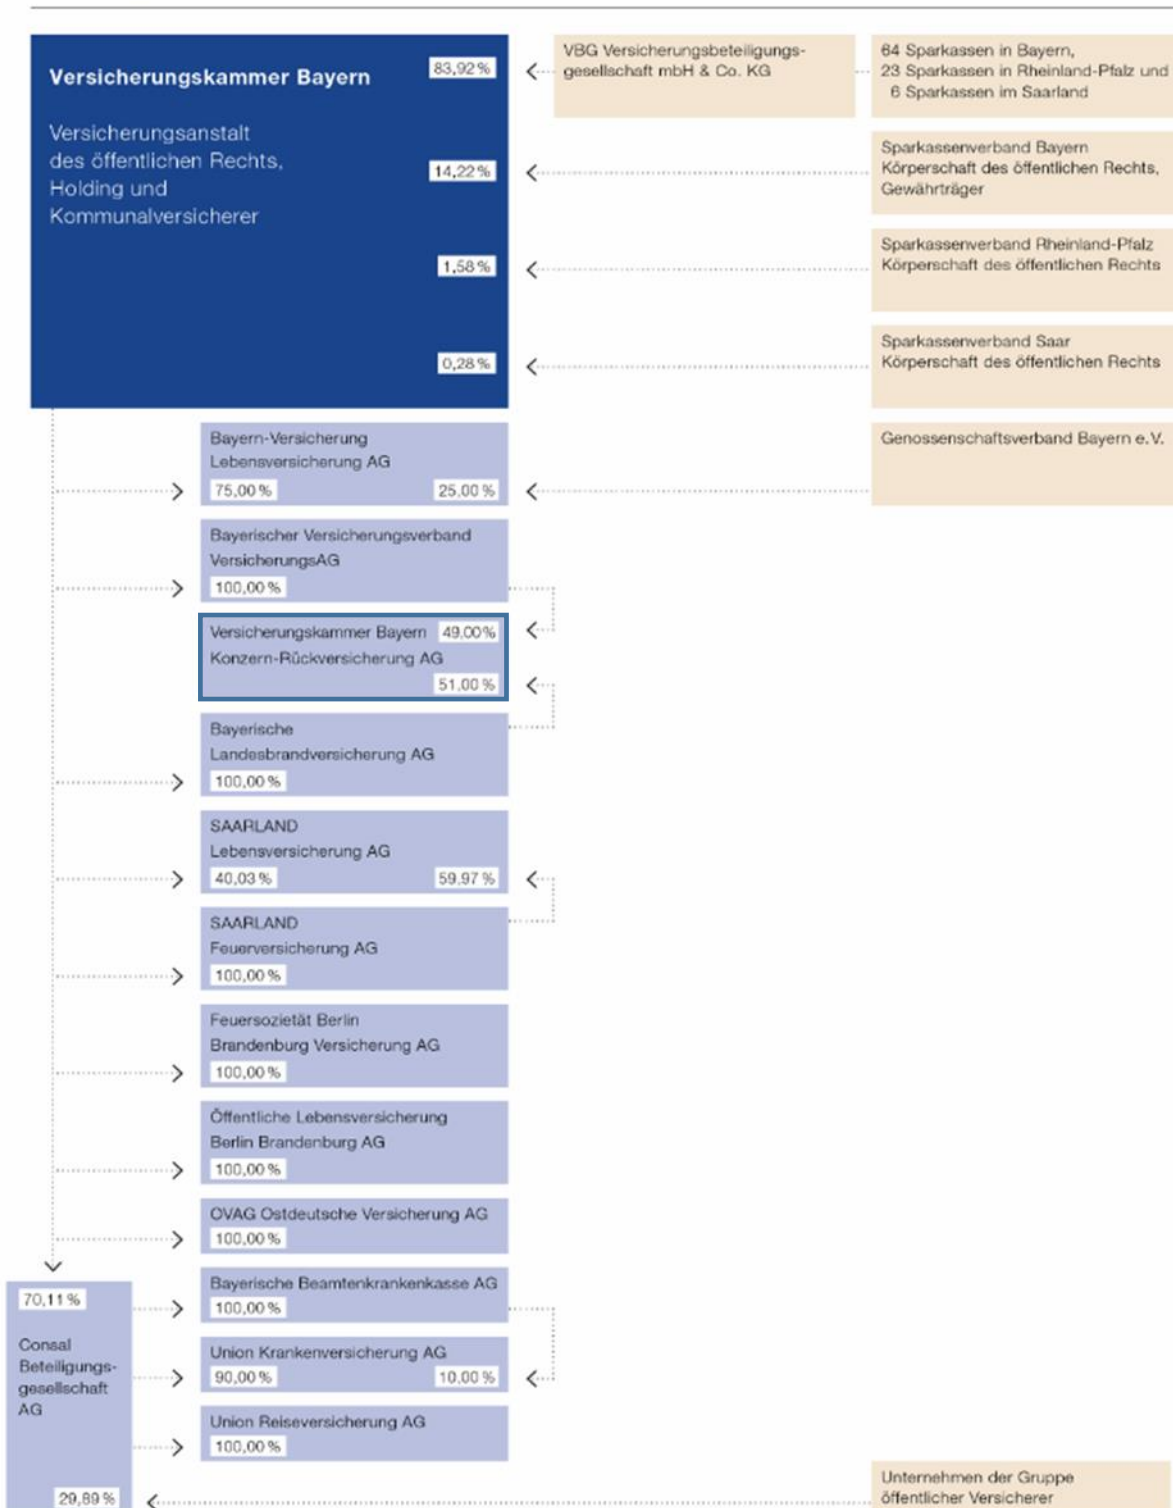 Versicherungskammer Bayern
83,92 %
Versicherungsanstalt
des öffentlichen Rechts,
Holding und
Kommunalversicherer
14,22 %
1,58 %
0,28 %
VBG Versicherungsbeteiligungs-
gesellschaft mbH & Co. KG
64 Sparkassen in Bayern,
23 Sparkassen in Rheinland-Pfalz und
6 Sparkassen im Saarland
Sparkassenverband Bayern
Körperschaft des öffentlichen Rechts,
Gewährträger
Sparkassenverband Rheinland-Pfalz
Körperschaft des öffentlichen Rechts
Sparkassenverband Saar
Körperschaft des öffentlichen Rechts
Bayern-Versicherung
Lebensversicherung AG
75,00 % 25,00 %
Genossenschaftsverband Bayern e.V.
Bayerischer Versicherungsverband
VersicherungsAG
100,00 %
Versicherungskammer Bayern 49,00%
Konzern-Rückversicherung AG
51,00 %
Bayerische
Landesbrandversicherung AG
100,00 %
SAARLAND
Lebensversicherung AG
40,03 % 59,97 %
SAARLAND
Feuerversicherung AG
100,00 %
Feuersozietät Berlin
Brandenburg Versicherung AG
100,00 %
Öffentliche Lebensversicherung
Berlin Brandenburg AG
100,00 %
OVAG Ostdeutsche Versicherung AG
100,00 %
70,11 %
Consal
Beteiligungs-
gesellschaft
AG
29,89 %
Bayerische Beamtenkrankenkasse AG
100,00 %
Union Krankenversicherung AG
90,00 % 10,00 %
Union Reiseversicherung AG
100,00 %
Unternehmen der Gruppe
öffentlicher Versicherer